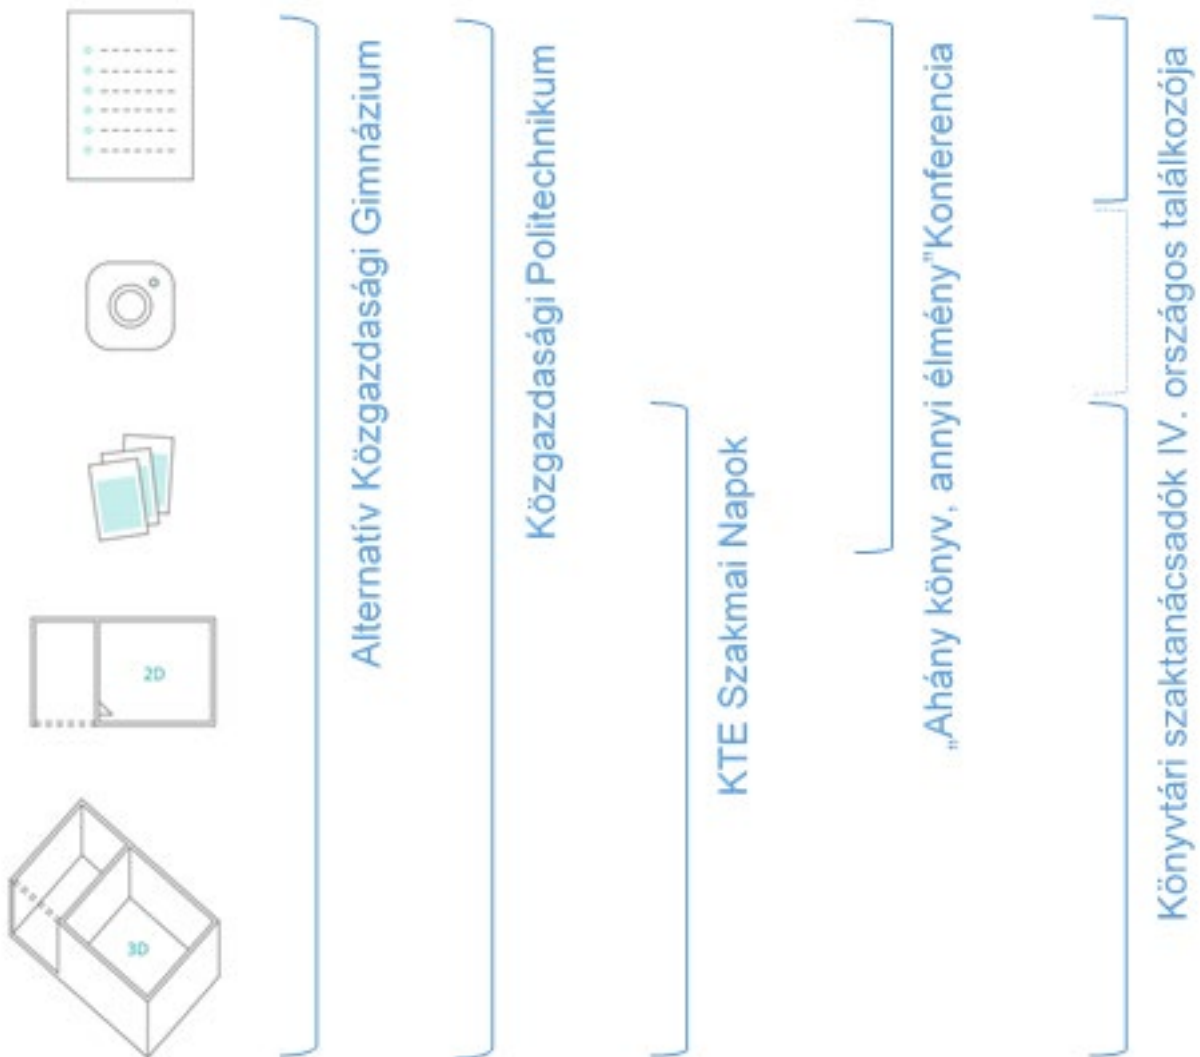 Alternatív Közgazdasági Gimnázium
Közgazdasági Politechnikum
KTE Szakmai Napok
„Ahány könyv, annyi élmény"Konferencia
Könyvtári szaktanácsadók IV. országos találkozója
2D
3D